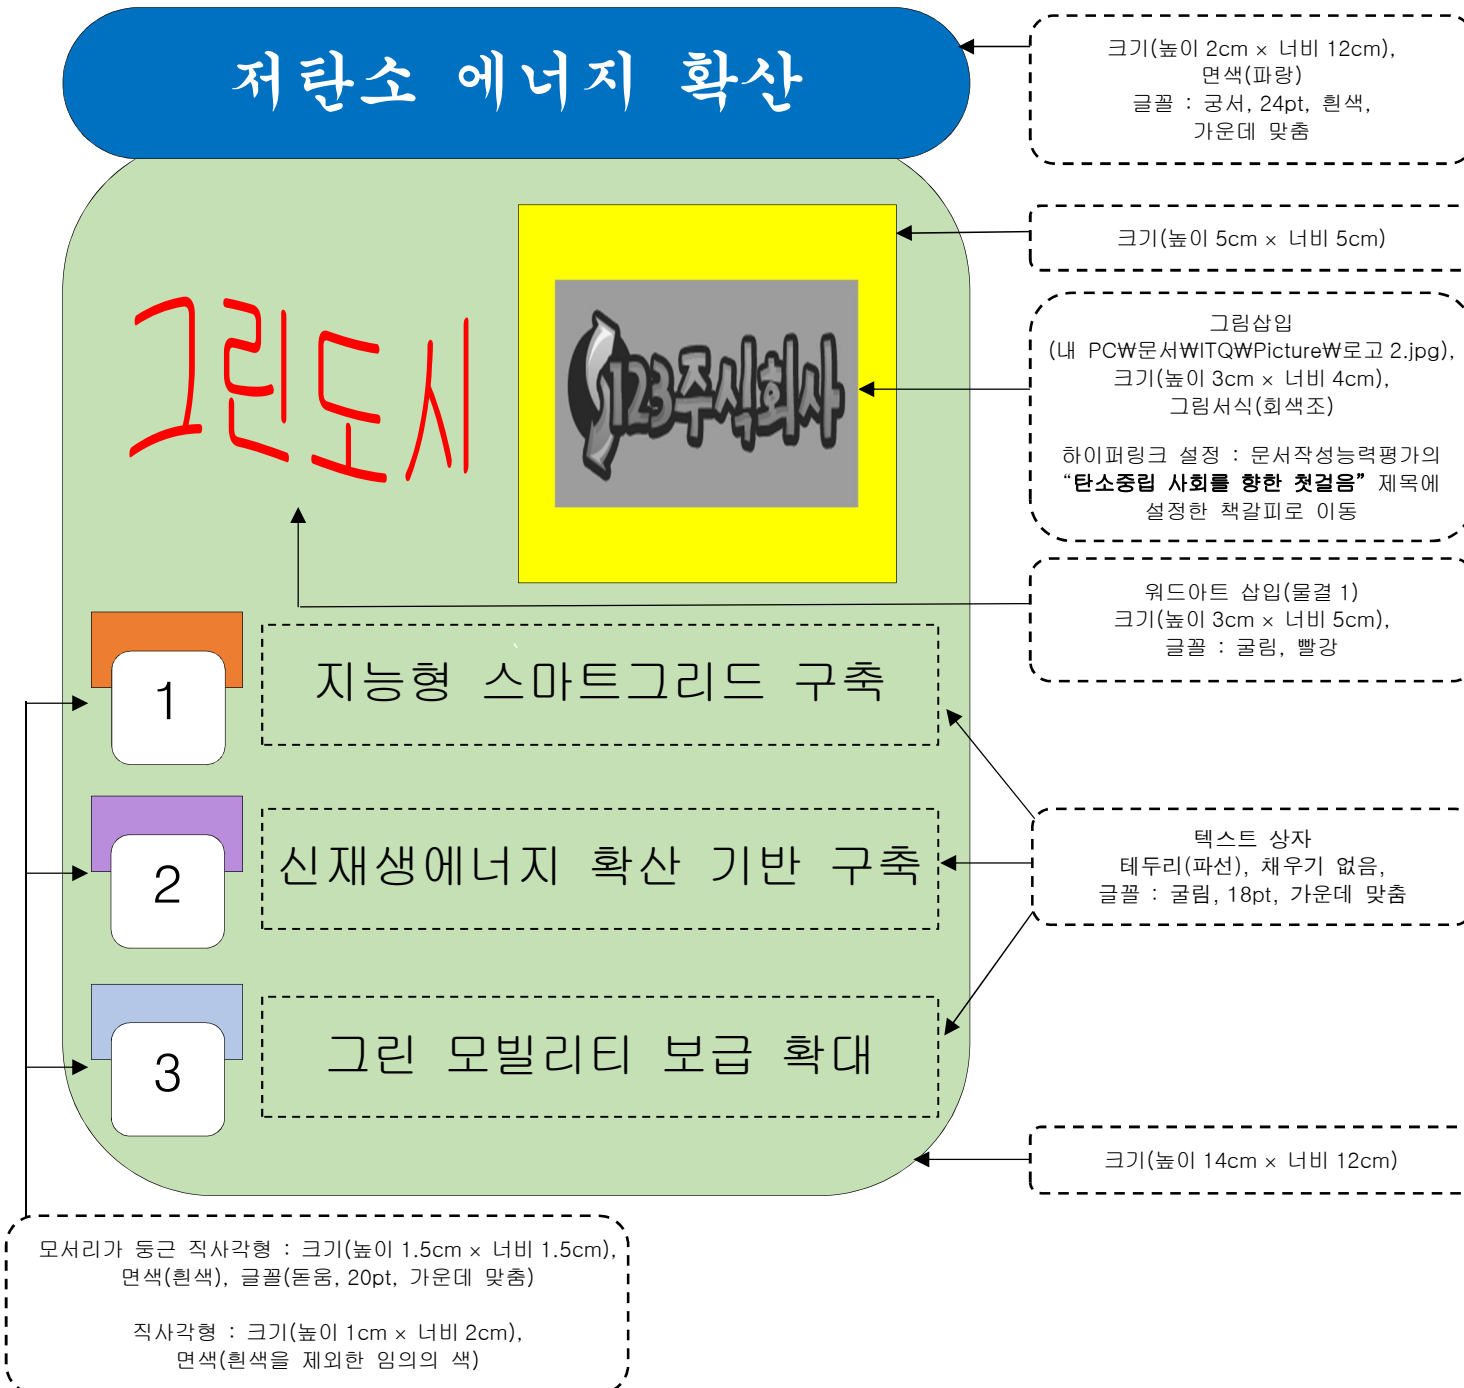 저탄소 에너지 확산
크기(높이 2cm × 너비 12cm),
면색(파랑)
글꼴 : 궁서, 24pt, 흰색,
가운데 맞춤
크기(높이 5cm × 너비 5cm)
그린도시
123주식회사
그림삽입
(내 PC₩문서₩ITQ₩Picture₩로고 2.jpg),
크기(높이 3cm × 너비 4cm),
그림서식(회색조)
하이퍼링크 설정 : 문서작성능력평가의
“탄소중립 사회를 향한 첫걸음” 제목에
설정한 책갈피로 이동
워드아트 삽입(물결 1)
크기(높이 3cm × 너비 5cm),
글꼴 : 굴림, 빨강
1
지능형 스마트그리드 구축
2
신재생에너지 확산 기반 구축
텍스트 상자
테두리(파선), 채우기 없음,
글꼴 : 굴림, 18pt, 가운데 맞춤
3
그린 모빌리티 보급 확대
크기(높이 14cm × 너비 12cm)
모서리가 둥근 직사각형 : 크기(높이 1.5cm × 너비 1.5cm),
면색(흰색), 글꼴(돋움, 20pt, 가운데 맞춤)
직사각형 : 크기(높이 1cm × 너비 2cm),
면색(흰색을 제외한 임의의 색)